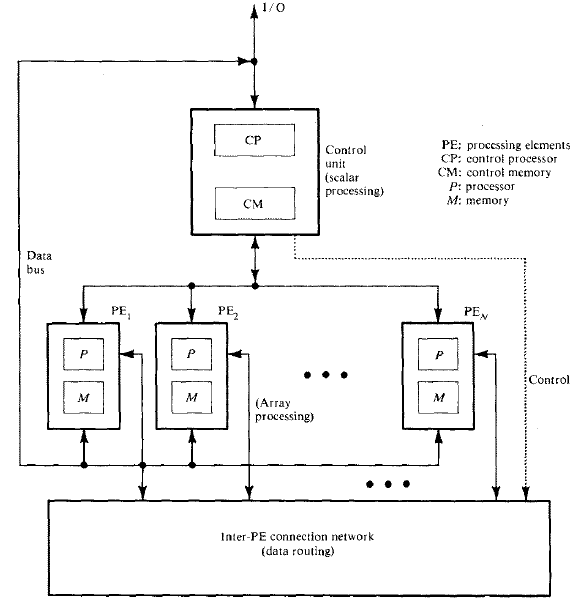 I/O
CP
CM
Control
unit
(scalar
processing)
PE: processing elements
CP: control processor
CM: control memory
P: processor
M: memory
Data
bus
PE1
PE2
PEN
P
P
P
M
M
M
Control
(Array
processing)
Inter-PE connection network
(data routing)